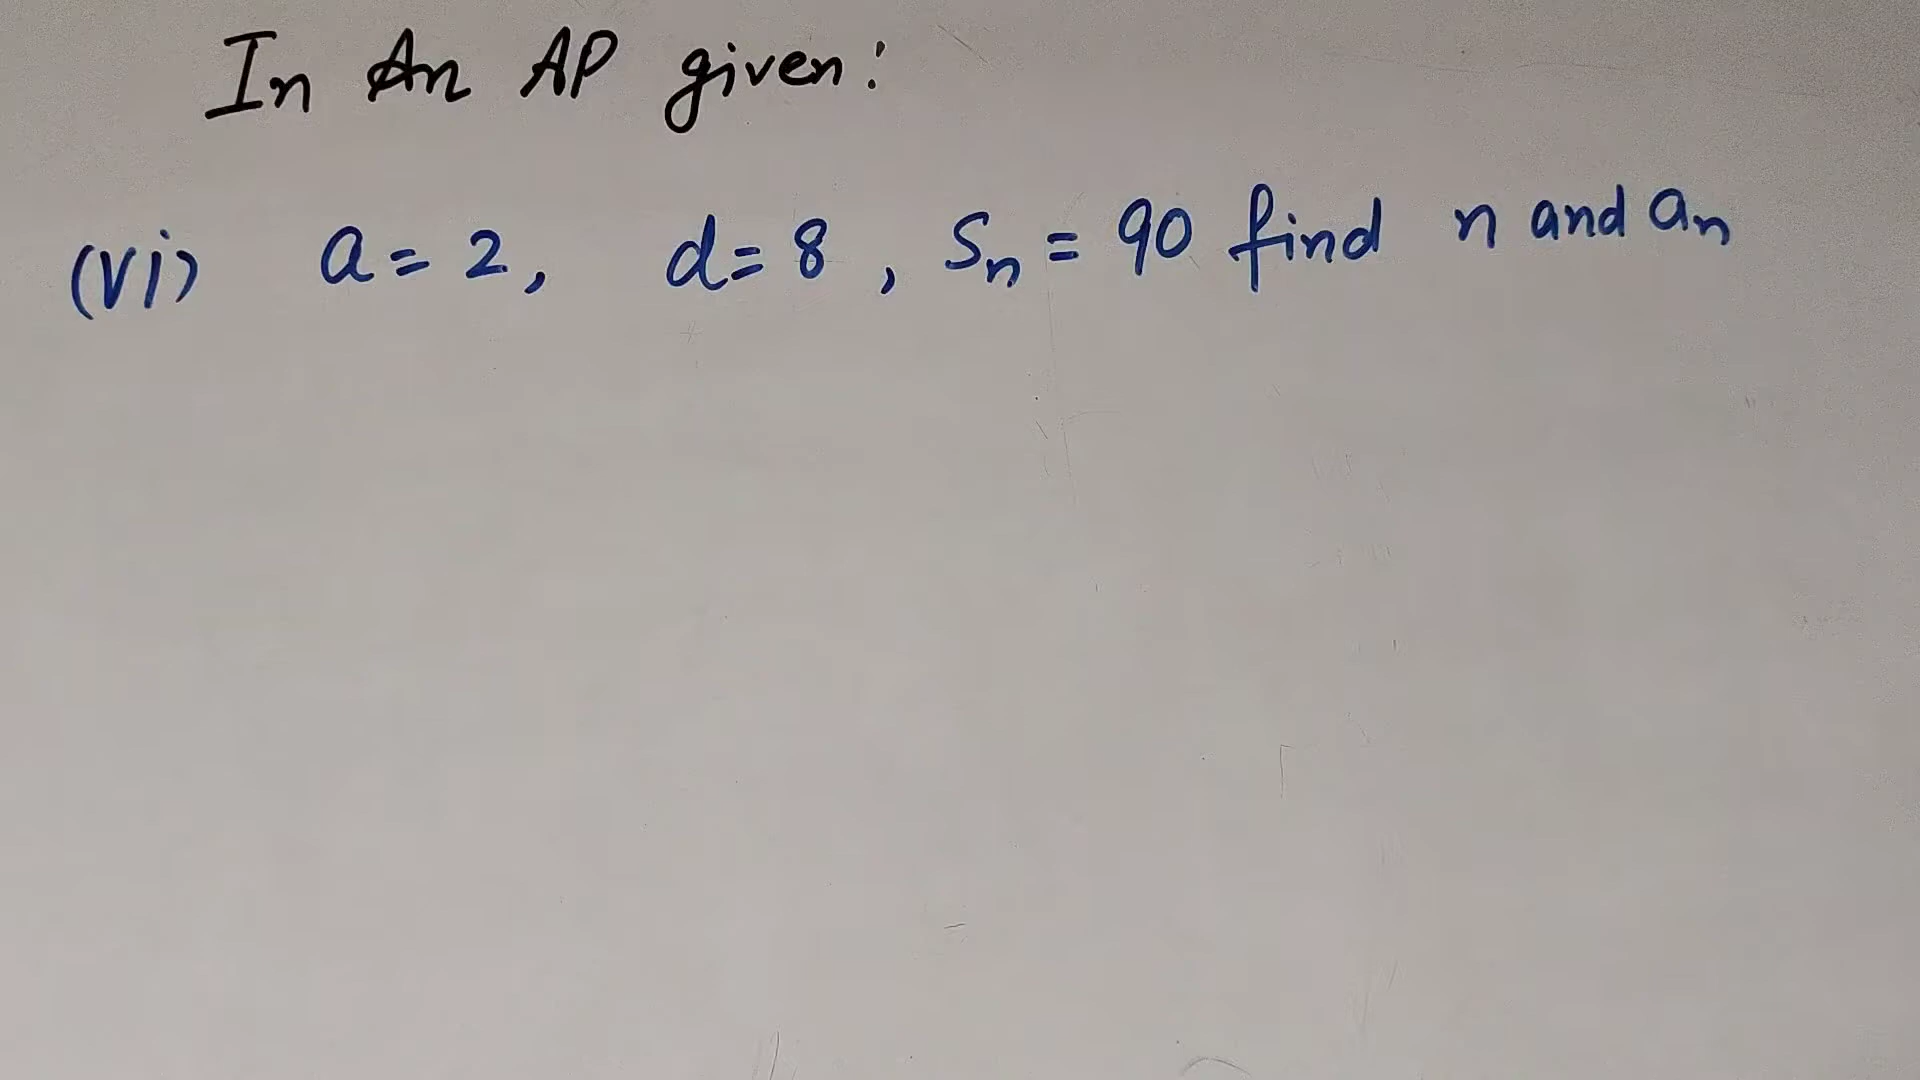 In An AP given:
(vi) a = 2, d = 8, Sn = 90 find n and an